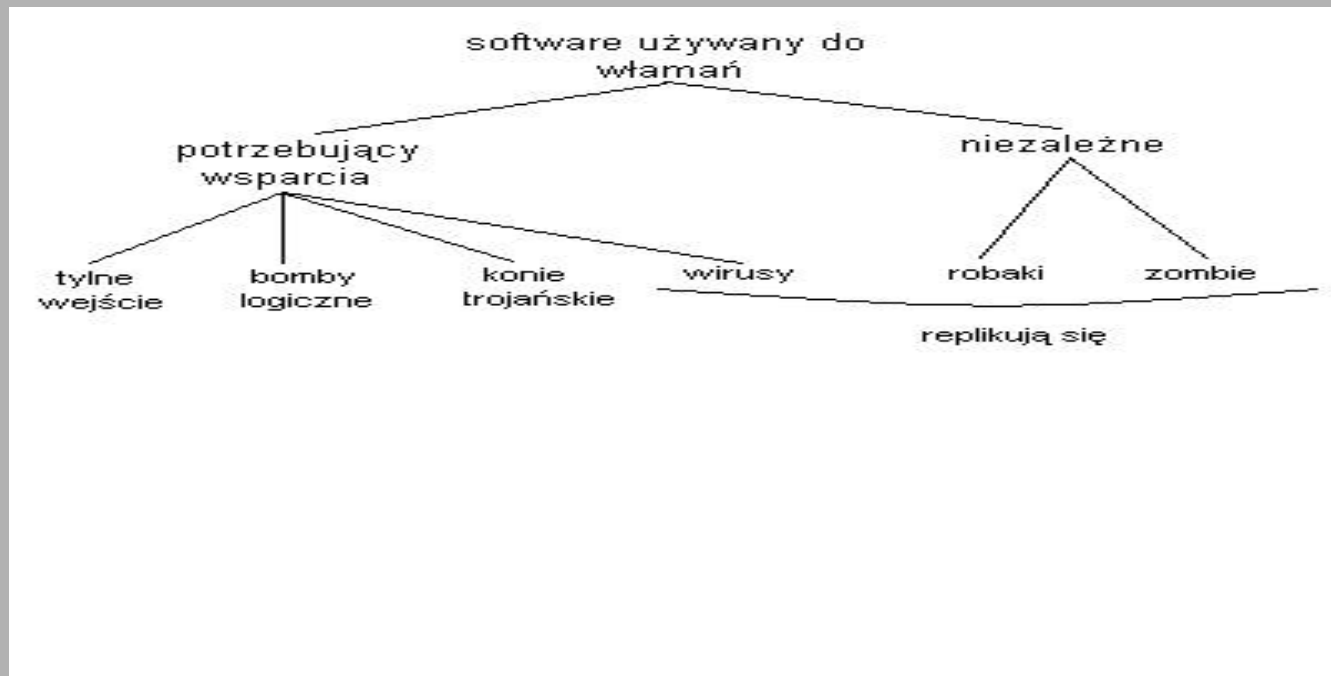 software używany do
włamań
potrzebujący
wsparcia
niezależne
tylne
wejście
bomby
logiczne
konie
trojańskie
wirusy
robaki
zombie
replikują się